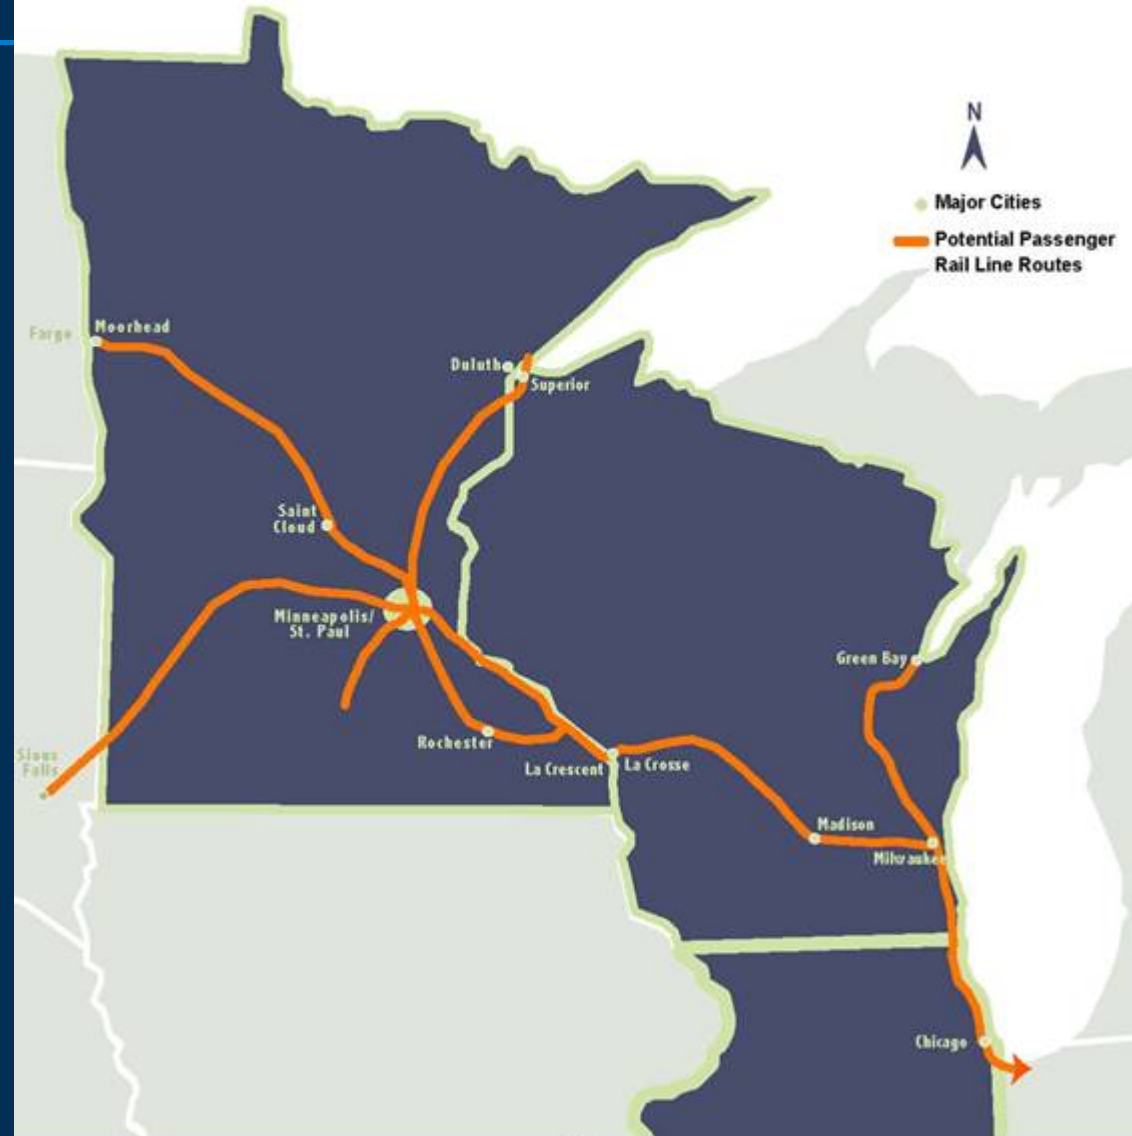 N
Major Cities
Potential Passenger
Rail Line Routes
Fargo
Moorhead
Duluth
Superior
Saint
Cloud
Minneapolis/
St. Paul
Green Bay
Rochester
La Crescent
La Crosse
Sioux
Falls
Madison
Milwaukee
Chicago